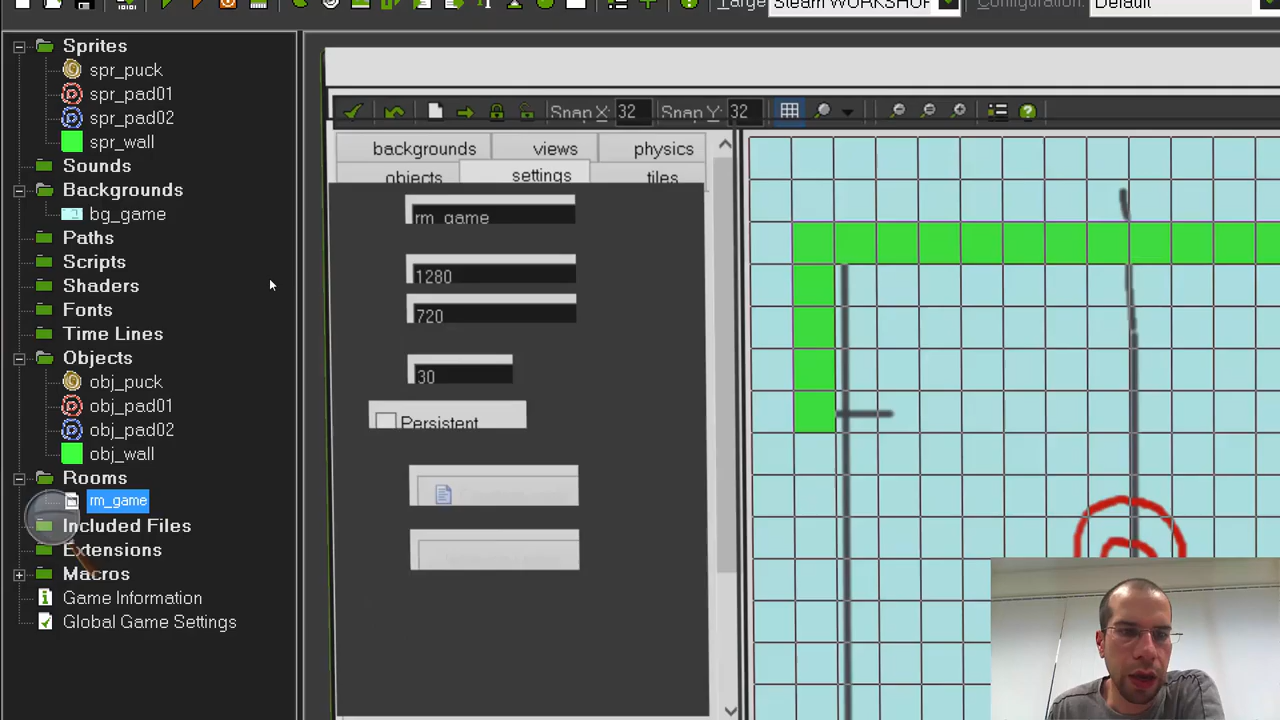 Target Steam WORKSHOP Configuration: Default
Sprites
spr_puck
spr_pad01
spr_pad02
spr_wall
Sounds
Backgrounds
bg_game
Paths
Scripts
Shaders
Fonts
Time Lines
Objects
obj_puck
obj_pad01
obj_pad02
obj_wall
Rooms
rm_game
Included Files
Extensions
Macros
Game Information
Global Game Settings
Snap X: 32 Snap Y: 32
backgrounds views physics
objects settings tiles
rm_game
1280
720
30
Persistent